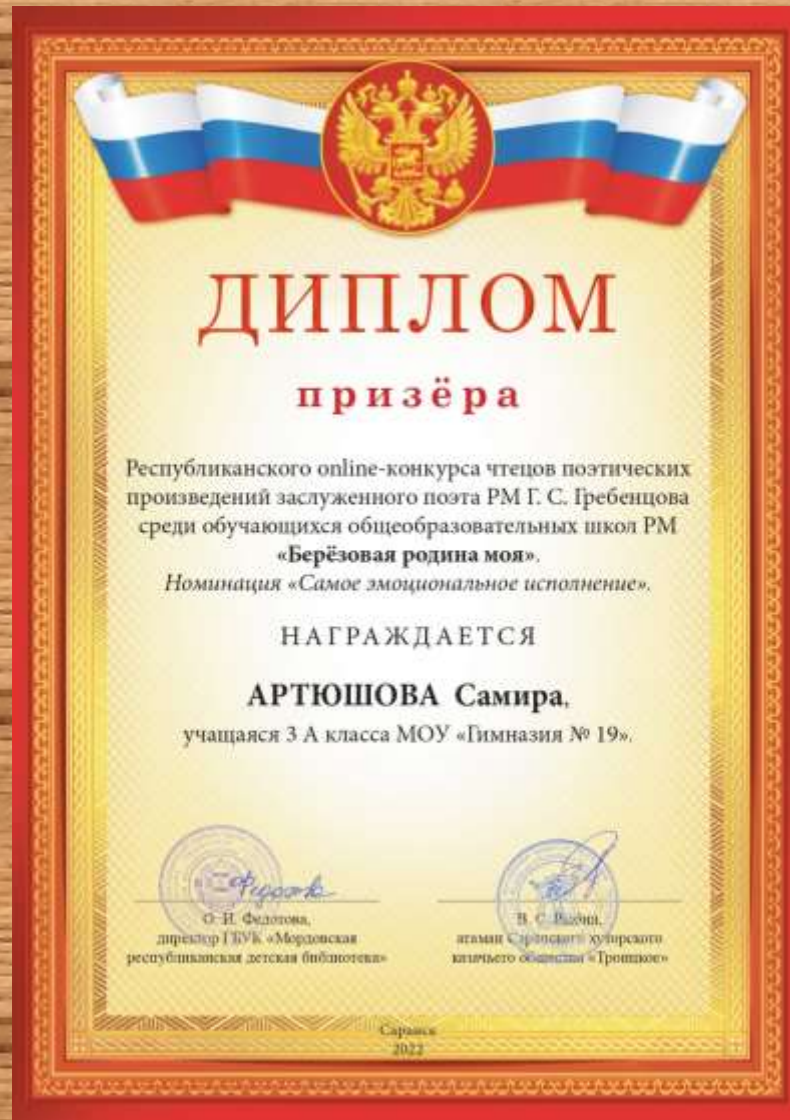 ДИПЛОМ
призёра
Республиканского online-конкурса чтецов поэтических
произведений заслуженного поэта РМ Г. С. Гребенцова
среди обучающихся общеобразовательных школ РМ
«Берёзовая родина моя».
Номинация «Самое эмоциональное исполнение».
НАГРАЖДАЕТСЯ
АРТЮШОВА Самира,
учащаяся 3 А класса МОУ «Гимназия № 19».
О. И. Федотова,
директор ГБУК «Мордовская
республиканская детская библиотека»
В. С.
атаман Саранского хуторского
казачьего общества «Троицкое»
Саранск
2022